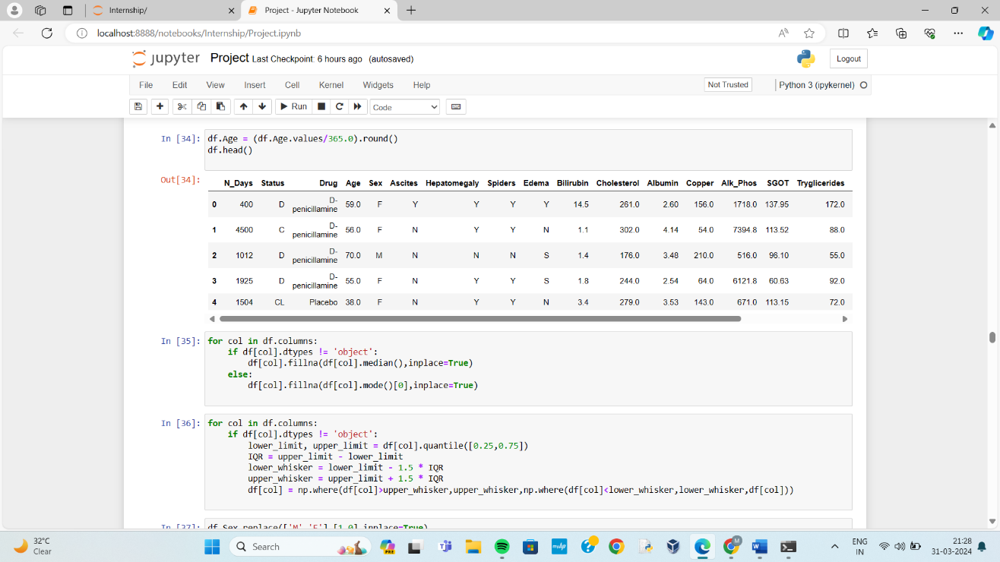 Internship/
Project - Jupyter Notebook
localhost:8888/notebooks/Internship/Project.ipynb
jupyter Project Last Checkpoint: 6 hours ago (autosaved)
Logout
File Edit View Insert Cell Kernel Widgets Help
Not Trusted
Python 3 (ipykernel)
Run
Code
In [34]: df.Age = (df.Age.values/365.0).round()
df.head()
Out[34]:
N_Days Status Drug Age Sex Ascites Hepatomegaly Spiders Edema Bilirubin Cholesterol Albumin Copper Alk_Phos SGOT Tryglicerides
0 400 D D-penicillamine 59.0 F Y Y Y Y 14.5 261.0 2.60 156.0 1718.0 137.95 172.0
1 4500 C D-penicillamine 56.0 F N Y Y N 1.1 302.0 4.14 54.0 7394.8 113.52 88.0
2 1012 D D-penicillamine 70.0 M N N N S 1.4 176.0 3.48 210.0 516.0 96.10 55.0
3 1925 D D-penicillamine 55.0 F N Y Y S 1.8 244.0 2.54 64.0 6121.8 60.63 92.0
4 1504 CL Placebo 38.0 F N Y Y N 3.4 279.0 3.53 143.0 671.0 113.15 72.0
In [35]: for col in df.columns:
    if df[col].dtypes != 'object':
        df[col].fillna(df[col].median(),inplace=True)
    else:
        df[col].fillna(df[col].mode()[0],inplace=True)
In [36]: for col in df.columns:
    if df[col].dtypes != 'object':
        lower_limit, upper_limit = df[col].quantile([0.25,0.75])
        IQR = upper_limit - lower_limit
        lower_whisker = lower_limit - 1.5 * IQR
        upper_whisker = upper_limit + 1.5 * IQR
        df[col] = np.where(df[col]>upper_whisker,upper_whisker,np.where(df[col]<lower_whisker,lower_whisker,df[col]))
In [37]: df.Sex.replace(['M','F'],[1,0],inplace=True)
32°C
Clear
Search
PRE
myhp
M
ENG
IN
21:28
31-03-2024